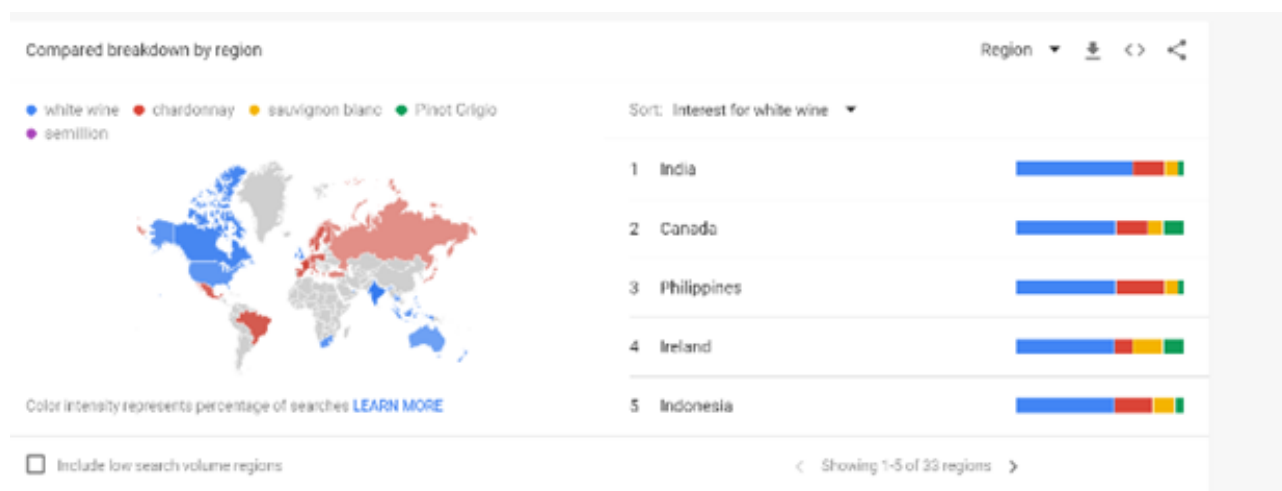 Compared breakdown by region
Region
white wine chardonnay sauvignon blanc Pinot Grigio
semillion
Sort: Interest for white wine
1 India
2 Canada
3 Philippines
4 Ireland
5 Indonesia
Color intensity represents percentage of searches LEARN MORE
Include low search volume regions
Showing 1-5 of 33 regions